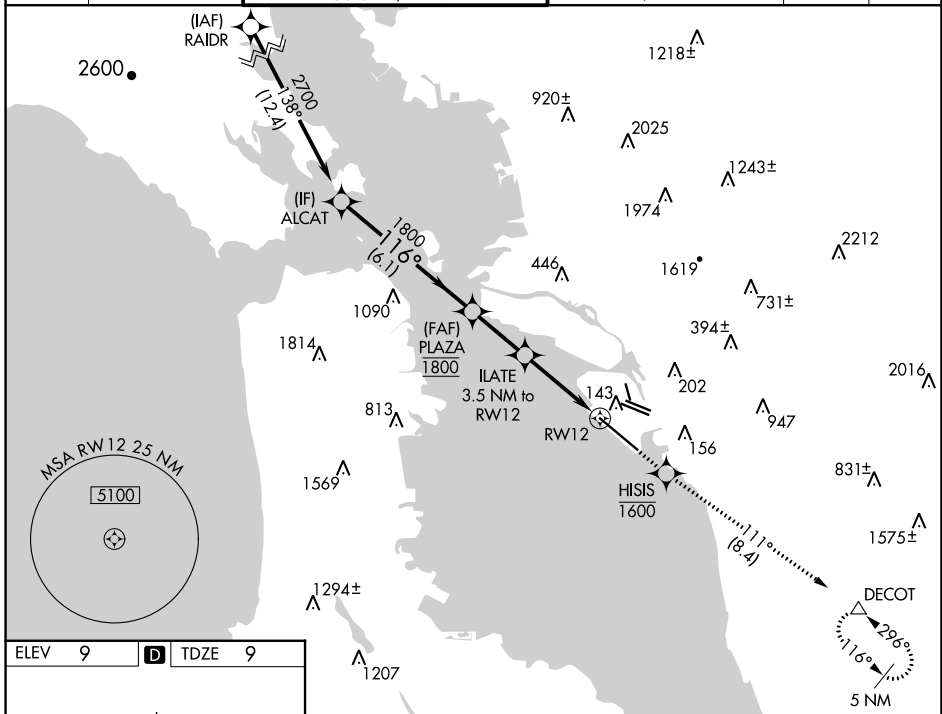 (IAF)
RAIDR
2600
1218±
2700
138°
(12.4)
920±
2025
1243±
(IF)
ALCAT
1974
1800
116°
(6.1)
2212
446
1619
731±
1090
(FAF)
PLAZA
1800
394±
1814
ILATE
3.5 NM to
RW12
2016
202
143
813
947
RW12
156
MSA RW12 25 NM
5100
1569
831±
HISIS
1600
1575±
111°
(8.4)
1294±
DECOT
296°
116°
5 NM
ELEV 9 D TDZE 9
1207